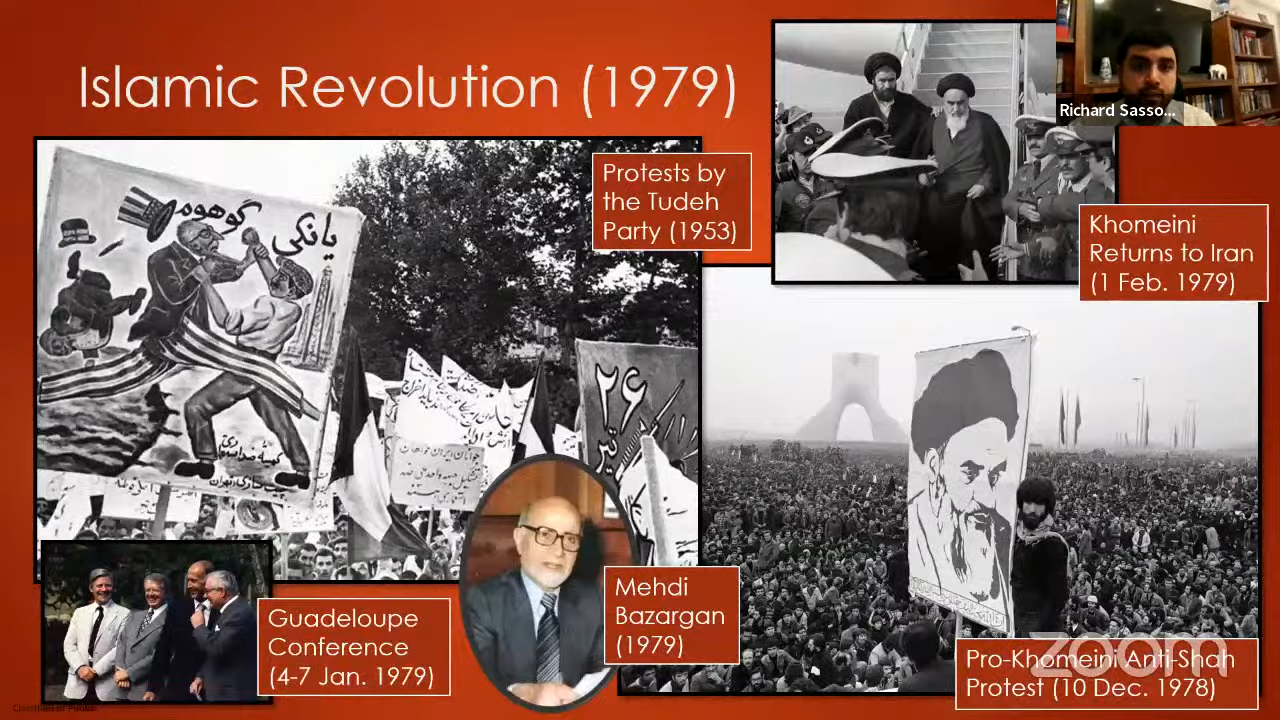 Islamic Revolution (1979)
Richard Sasso...
Protests by
the Tudeh
Party (1953)
Khomeini
Returns to Iran
(1 Feb. 1979)
یانکی
گوهوم
۲۶
تیر
Guadeloupe
Conference
(4-7 Jan. 1979)
Mehdi
Bazargan
(1979)
Pro-Khomeini Anti-Shah
Protest (10 Dec. 1978)
zoom